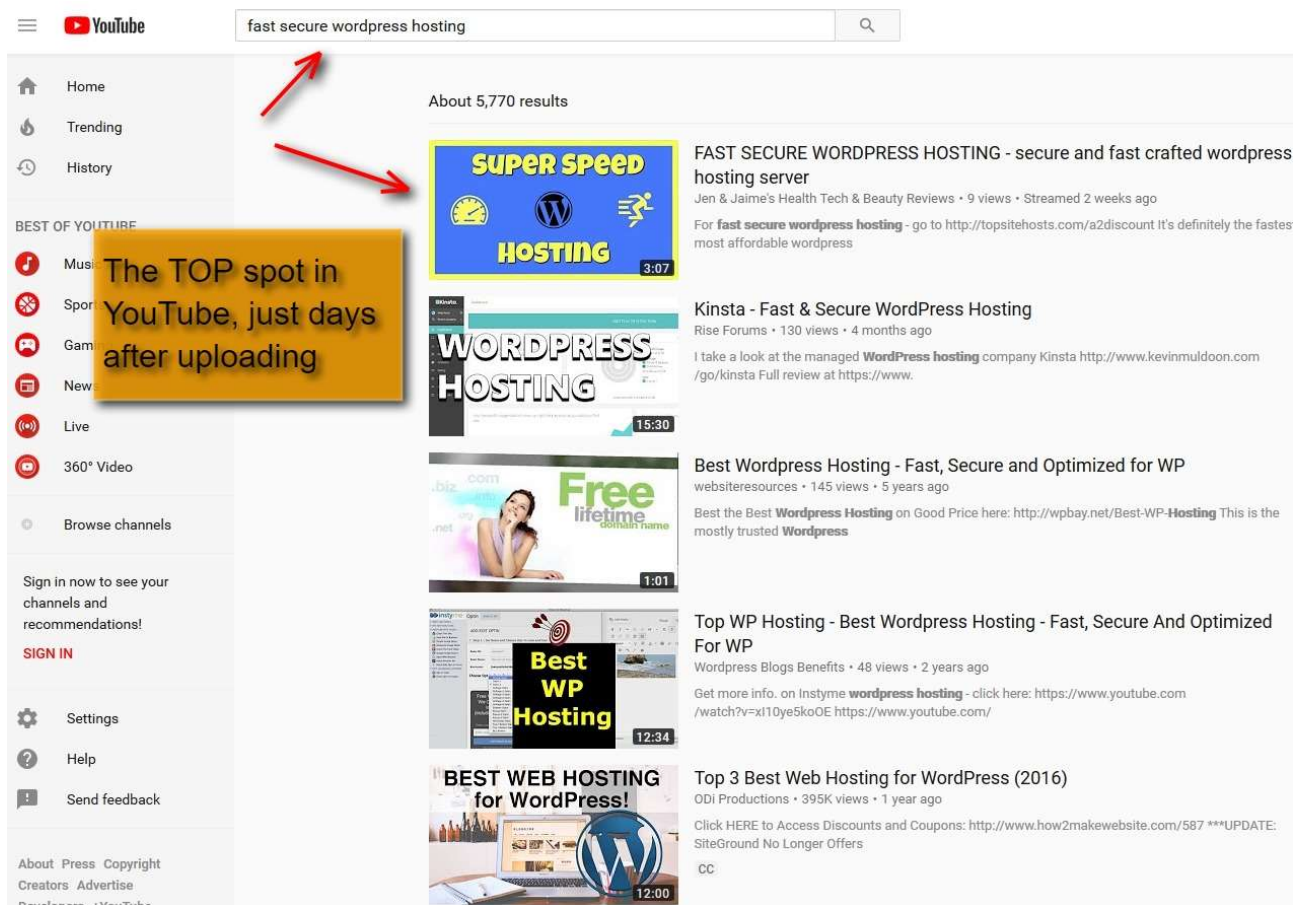 YouTube
fast secure wordpress hosting
Home
Trending
History
BEST OF YOUTUBE
Music
Sport
Gami
News
Live
360° Video
Browse channels
Sign in now to see your
channels and
recommendations!
SIGN IN
Settings
Help
Send feedback
About Press Copyright
Creators Advertise
The TOP spot in
YouTube, just days
after uploading
About 5,770 results
SUPER SPEED
HOSTING
3:07
FAST SECURE WORDPRESS HOSTING - secure and fast crafted wordpress
hosting server
Jen & Jaime's Health Tech & Beauty Reviews • 9 views • Streamed 2 weeks ago
For fast secure wordpress hosting - go to http://topsitehosts.com/a2discount It's definitely the fastes
most affordable wordpress
WORDPRESS
HOSTING
15:30
Kinsta - Fast & Secure WordPress Hosting
Rise Forums • 130 views • 4 months ago
I take a look at the managed WordPress hosting company Kinsta http://www.kevinmuldoon.com
/go/kinsta Full review at https://www.
.biz .com
.net
Free
lifetime
domain name
1:01
Best Wordpress Hosting - Fast, Secure and Optimized for WP
websiteresources • 145 views • 5 years ago
Best the Best Wordpress Hosting on Good Price here: http://wpbay.net/Best-WP-Hosting This is the
mostly trusted Wordpress
Best
WP
Hosting
12:34
Top WP Hosting - Best Wordpress Hosting - Fast, Secure And Optimized
For WP
Wordpress Blogs Benefits • 48 views • 2 years ago
Get more info. on Instyme wordpress hosting - click here: https://www.youtube.com
/watch?v=xI10ye5koOE https://www.youtube.com/
BEST WEB HOSTING
for WordPress!
12:00
Top 3 Best Web Hosting for WordPress (2016)
ODi Productions • 395K views • 1 year ago
Click HERE to Access Discounts and Coupons: http://www.how2makewebsite.com/587 ***UPDATE:
SiteGround No Longer Offers
CC